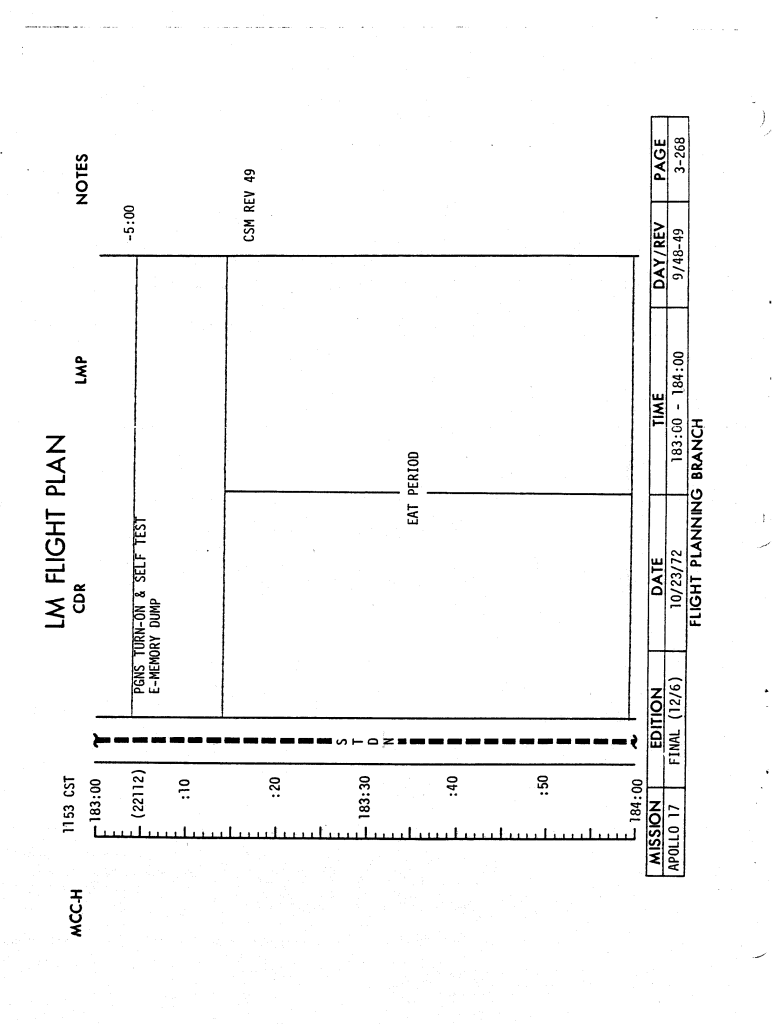 LM FLIGHT PLAN
MCC-H
1153 CST
CDR
LMP
NOTES
183:00
(22112)
PGNS TURN-ON & SELF TEST
E-MEMORY DUMP
-5:00
:10
CSM REV 49
:20
S T D N
183:30
EAT PERIOD
:40
:50
184:00
MISSION EDITION DATE TIME DAY/REV PAGE
APOLLO 17 FINAL (12/6) 10/23/72 183:00 - 184:00 9/48-49 3-268
FLIGHT PLANNING BRANCH